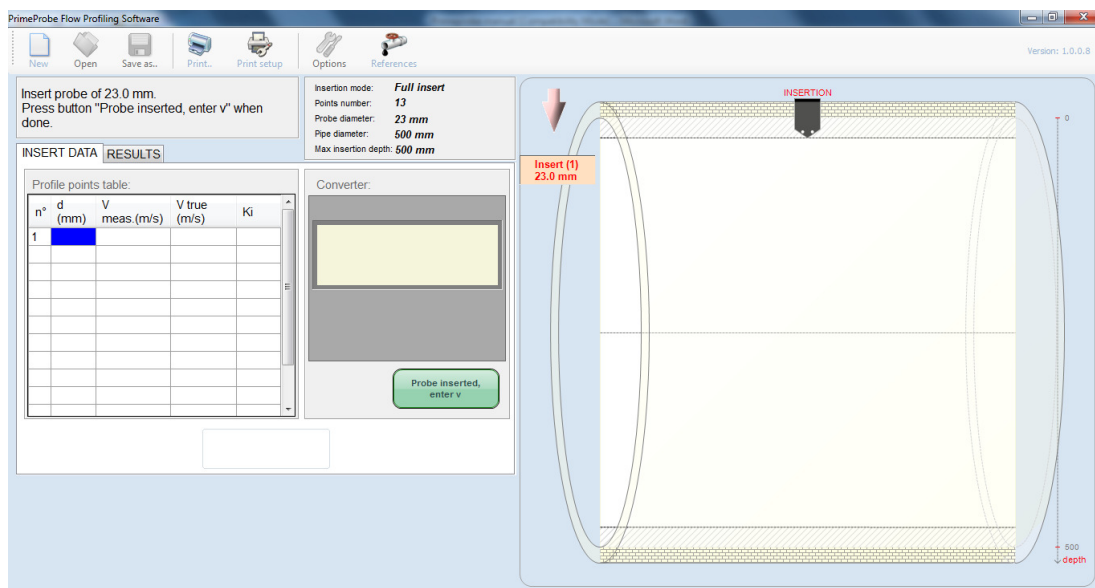 PrimeProbe Flow Profiling Software
New
Open
Save as..
Print..
Print setup
Options
References
Version: 1.0.0.8
Insert probe of 23.0 mm.
Press button "Probe inserted, enter v" when
done.
Insertion mode: Full insert
Points number: 13
Probe diameter: 23 mm
Pipe diameter: 500 mm
Max insertion depth: 500 mm
INSERT DATA
RESULTS
Profile points table:
n° d (mm) V meas.(m/s) V true (m/s) Ki
1
Converter:
Probe inserted,
enter v
INSERTION
Insert (1)
23.0 mm
0
500
depth